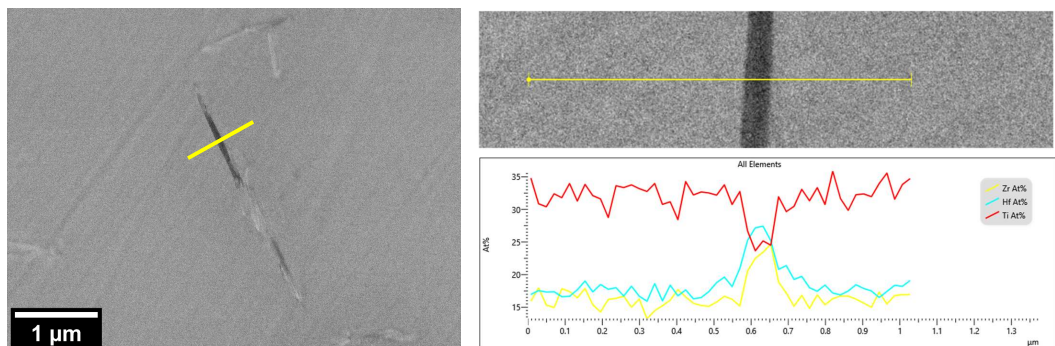 1 µm
All Elements
At%
35
30
25
20
15
Zr At%
Hf At%
Ti At%
0 0.1 0.2 0.3 0.4 0.5 0.6 0.7 0.8 0.9 1 1.1 1.2 1.3
µm